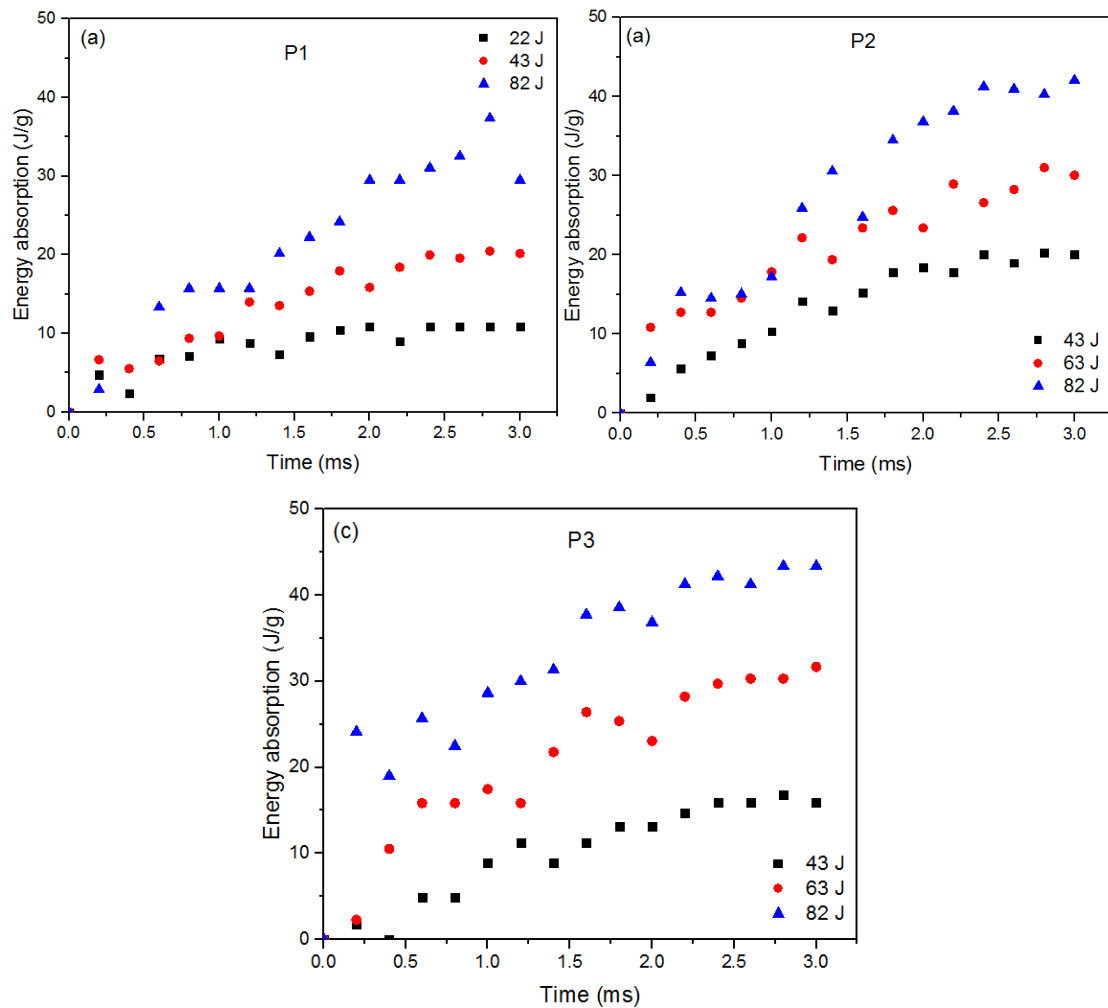 (a)
P1
22 J
43 J
82 J
50
40
30
20
10
0
Energy absorption (J/g)
0.0 0.5 1.0 1.5 2.0 2.5 3.0
Time (ms)
(a)
P2
43 J
63 J
82 J
50
40
30
20
10
0
Energy absorption (J/g)
0.0 0.5 1.0 1.5 2.0 2.5 3.0
Time (ms)
(c)
P3
43 J
63 J
82 J
50
40
30
20
10
0
Energy absorption (J/g)
0.0 0.5 1.0 1.5 2.0 2.5 3.0
Time (ms)